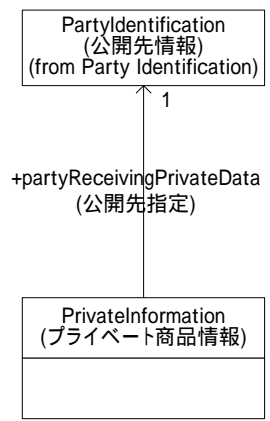 PartyIdentification
(公開先情報)
(from Party Identification)
1
+partyReceivingPrivateData
(公開先指定)
PrivateInformation
(プライベート商品情報)